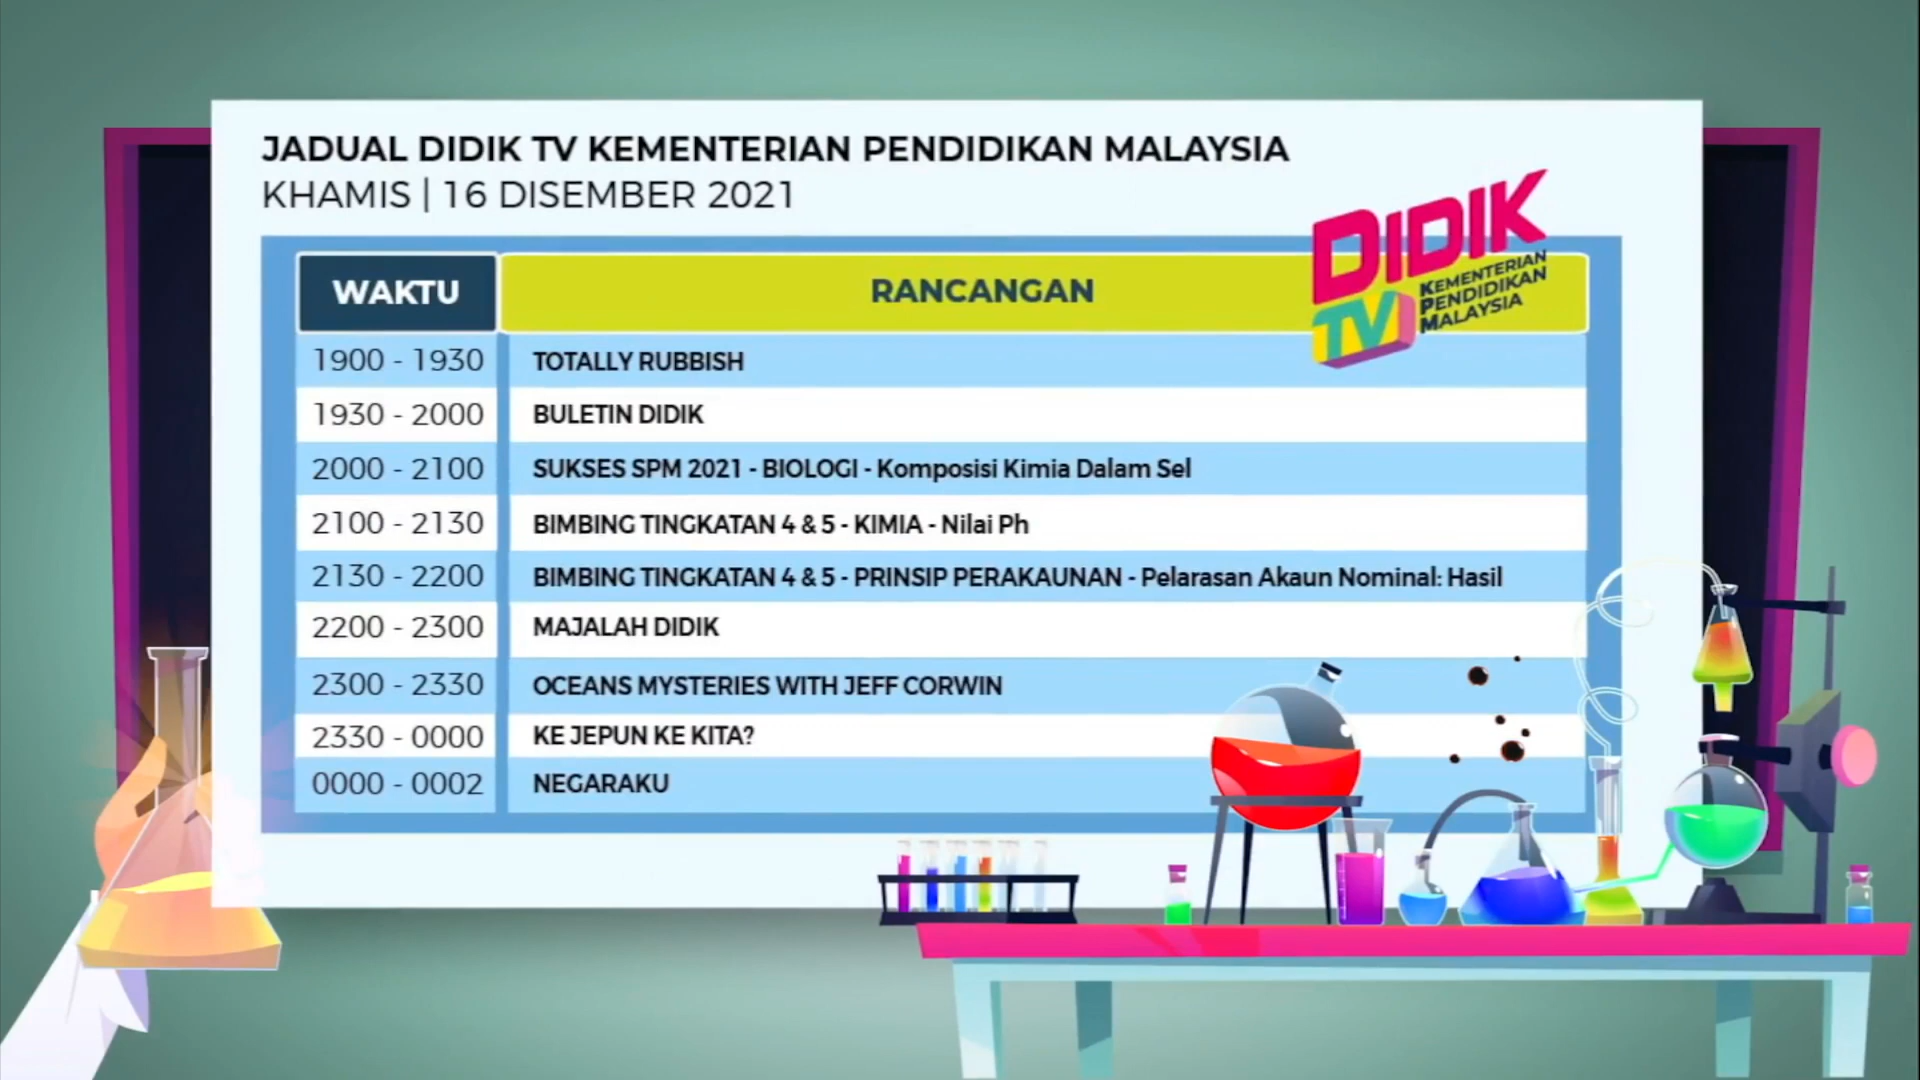 JADUAL DIDIK TV KEMENTERIAN PENDIDIKAN MALAYSIA
KHAMIS | 16 DISEMBER 2021
DIDIK
TV
KEMENTERIAN
PENDIDIKAN
MALAYSIA
WAKTU RANCANGAN
1900 - 1930 TOTALLY RUBBISH
1930 - 2000 BULETIN DIDIK
2000 - 2100 SUKSES SPM 2021 - BIOLOGI - Komposisi Kimia Dalam Sel
2100 - 2130 BIMBING TINGKATAN 4 & 5 - KIMIA - Nilai Ph
2130 - 2200 BIMBING TINGKATAN 4 & 5 - PRINSIP PERAKAUNAN - Pelarasan Akaun Nominal: Hasil
2200 - 2300 MAJALAH DIDIK
2300 - 2330 OCEANS MYSTERIES WITH JEFF CORWIN
2330 - 0000 KE JEPUN KE KITA?
0000 - 0002 NEGARAKU